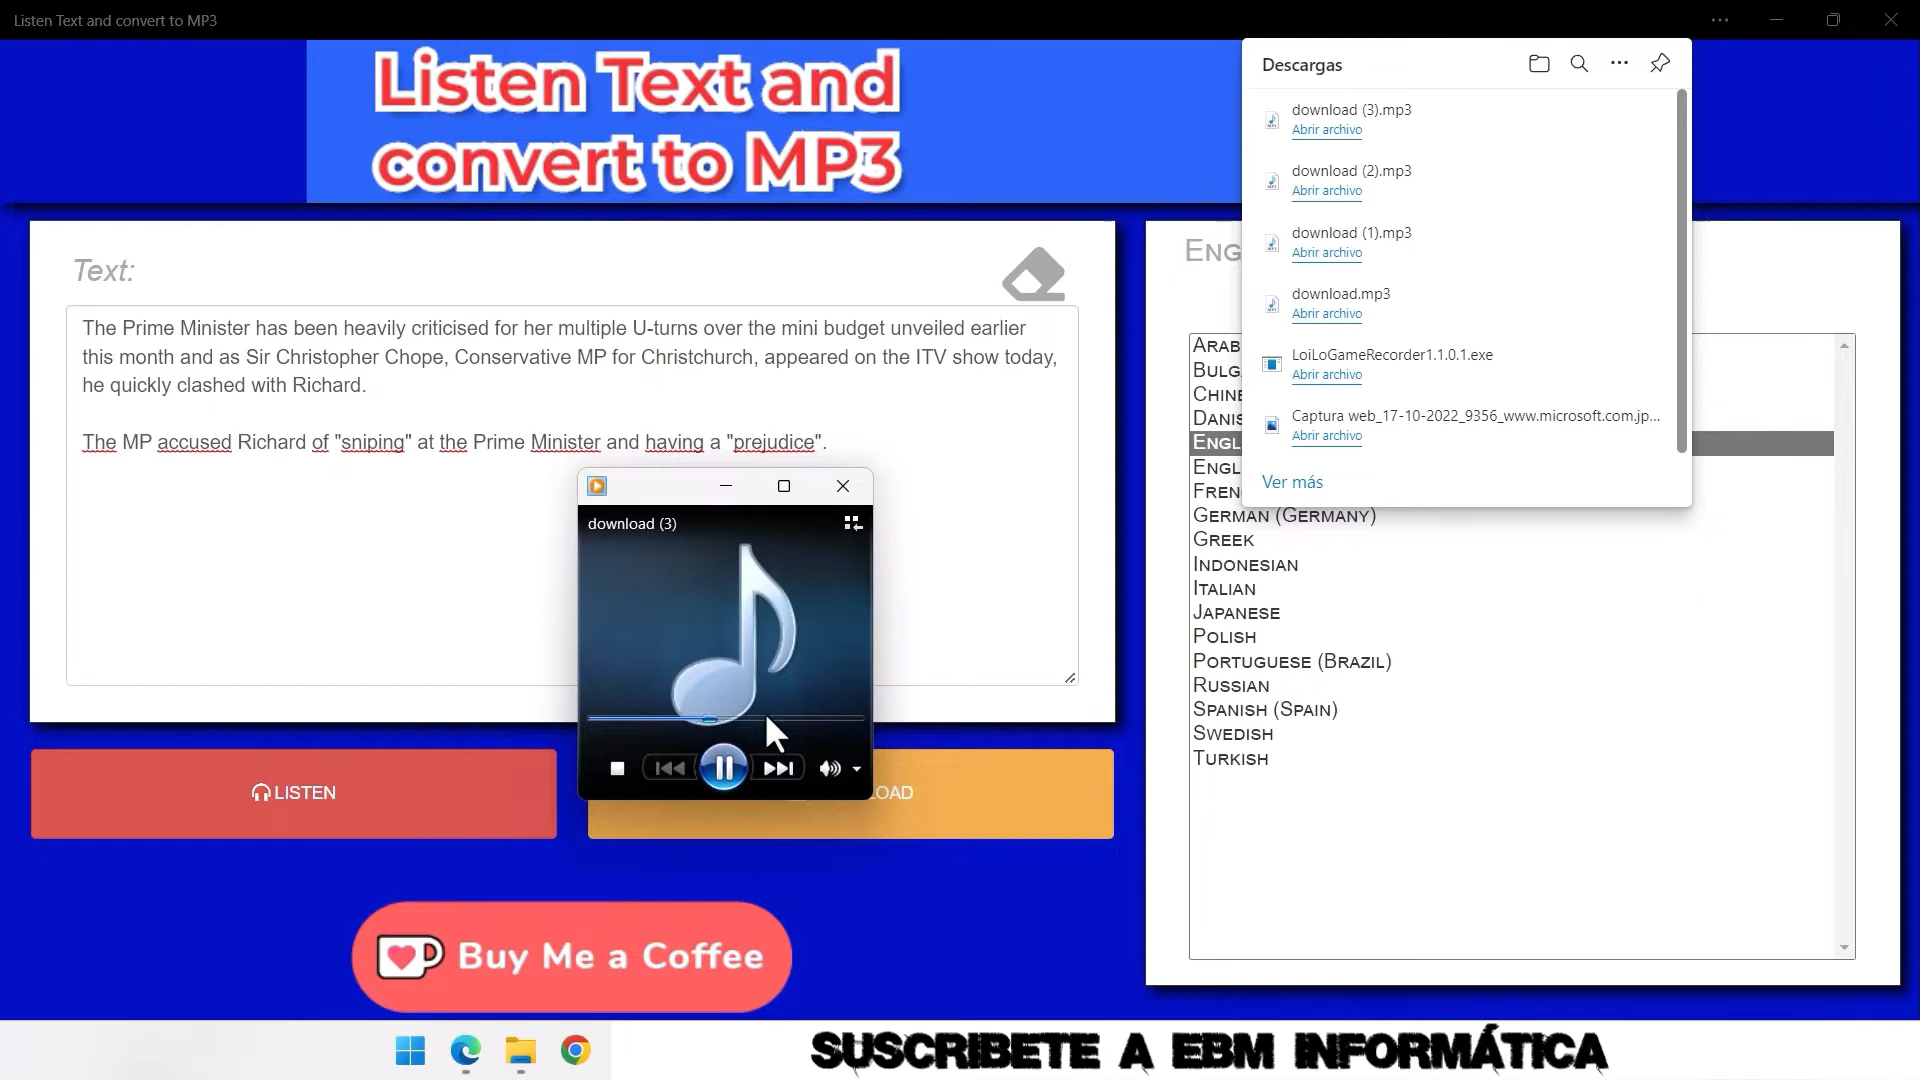 Listen Text and convert to MP3
Listen Text and
convert to MP3
Descargas
download (3).mp3
Abrir archivo
download (2).mp3
Abrir archivo
download (1).mp3
Abrir archivo
download.mp3
Abrir archivo
LoiLoGameRecorder1.1.0.1.exe
Abrir archivo
Captura web_17-10-2022_9356_www.microsoft.com.jp...
Abrir archivo
Ver más
Text:
The Prime Minister has been heavily criticised for her multiple U-turns over the mini budget unveiled earlier
this month and as Sir Christopher Chope, Conservative MP for Christchurch, appeared on the ITV show today,
he quickly clashed with Richard.
The MP accused Richard of "sniping" at the Prime Minister and having a "prejudice".
download (3)
LISTEN
OAD
Buy Me a Coffee
ENG
ARAB
BULG
CHINE
DANIS
ENGL
ENGL
FREN
GERMAN (GERMANY)
GREEK
INDONESIAN
ITALIAN
JAPANESE
POLISH
PORTUGUESE (BRAZIL)
RUSSIAN
SPANISH (SPAIN)
SWEDISH
TURKISH
SUSCRIBETE A EBM INFORMÁTICA